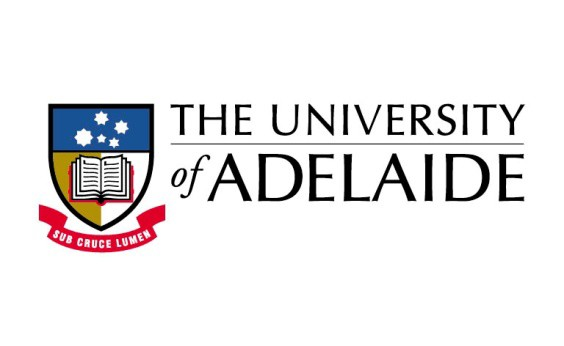 THE UNIVERSITY
of ADELAIDE
SUB CRUCE LUMEN